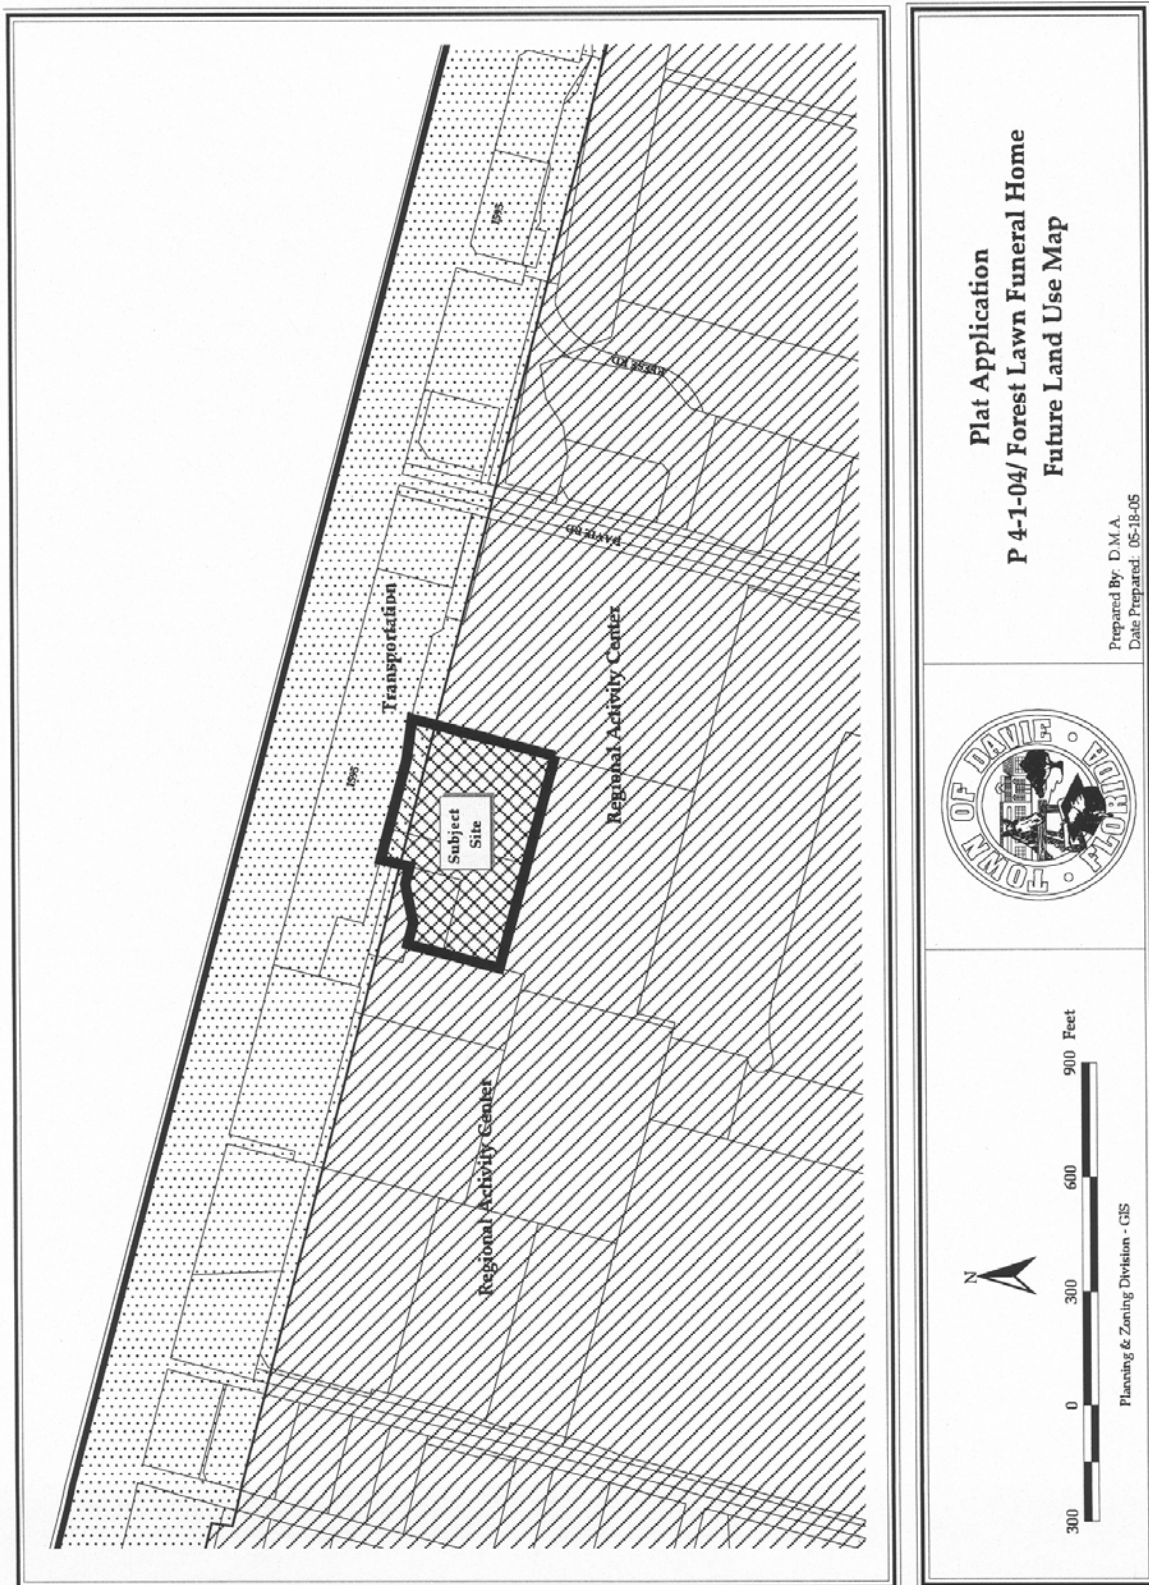 I595
Transportation
I595
REESE RD
DAVIE RD
Subject
Site
Regional Activity Center
Regional Activity Center
Plat Application
P 4-1-04/ Forest Lawn Funeral Home
Future Land Use Map
Prepared By: D.M.A.
Date Prepared: 05-18-05
TOWN OF DAVIE
FLORIDA
N
300 0 300 600 900 Feet
Planning & Zoning Division - GIS